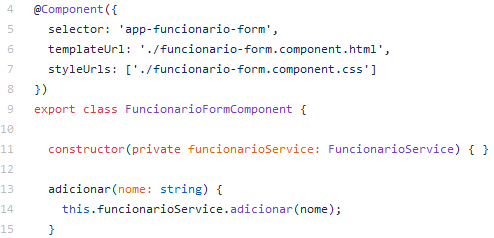 4 @Component({
5 selector: 'app-funcionario-form',
6 templateUrl: './funcionario-form.component.html',
7 styleUrls: ['./funcionario-form.component.css']
8 })
9 export class FuncionarioFormComponent {
10
11 constructor(private funcionarioService: FuncionarioService) { }
12
13 adicionar(nome: string) {
14 this.funcionarioService.adicionar(nome);
15 }